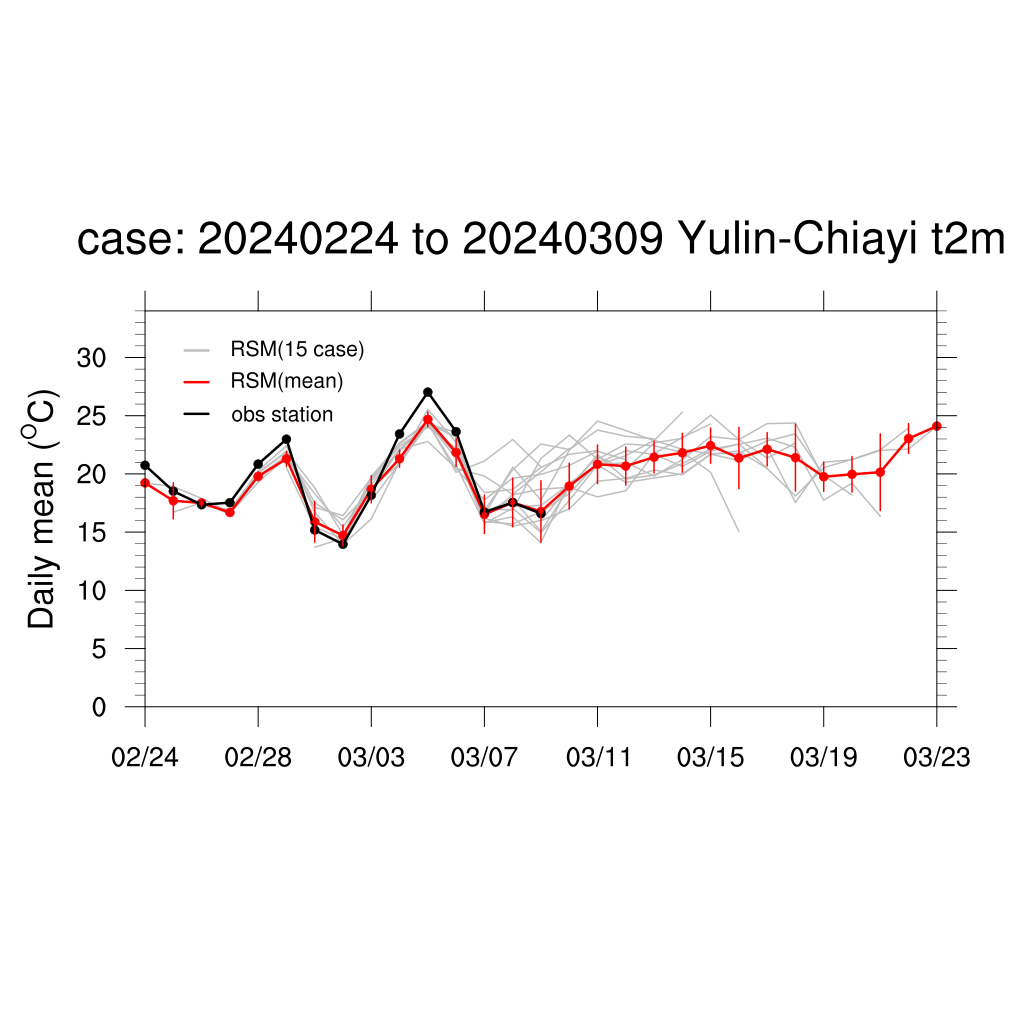 case: 20240224 to 20240309 Yulin-Chiayi t2m
RSM(15 case)
RSM(mean)
obs station
Daily mean (°C)
30
25
20
15
10
5
0
02/24 02/28 03/03 03/07 03/11 03/15 03/19 03/23